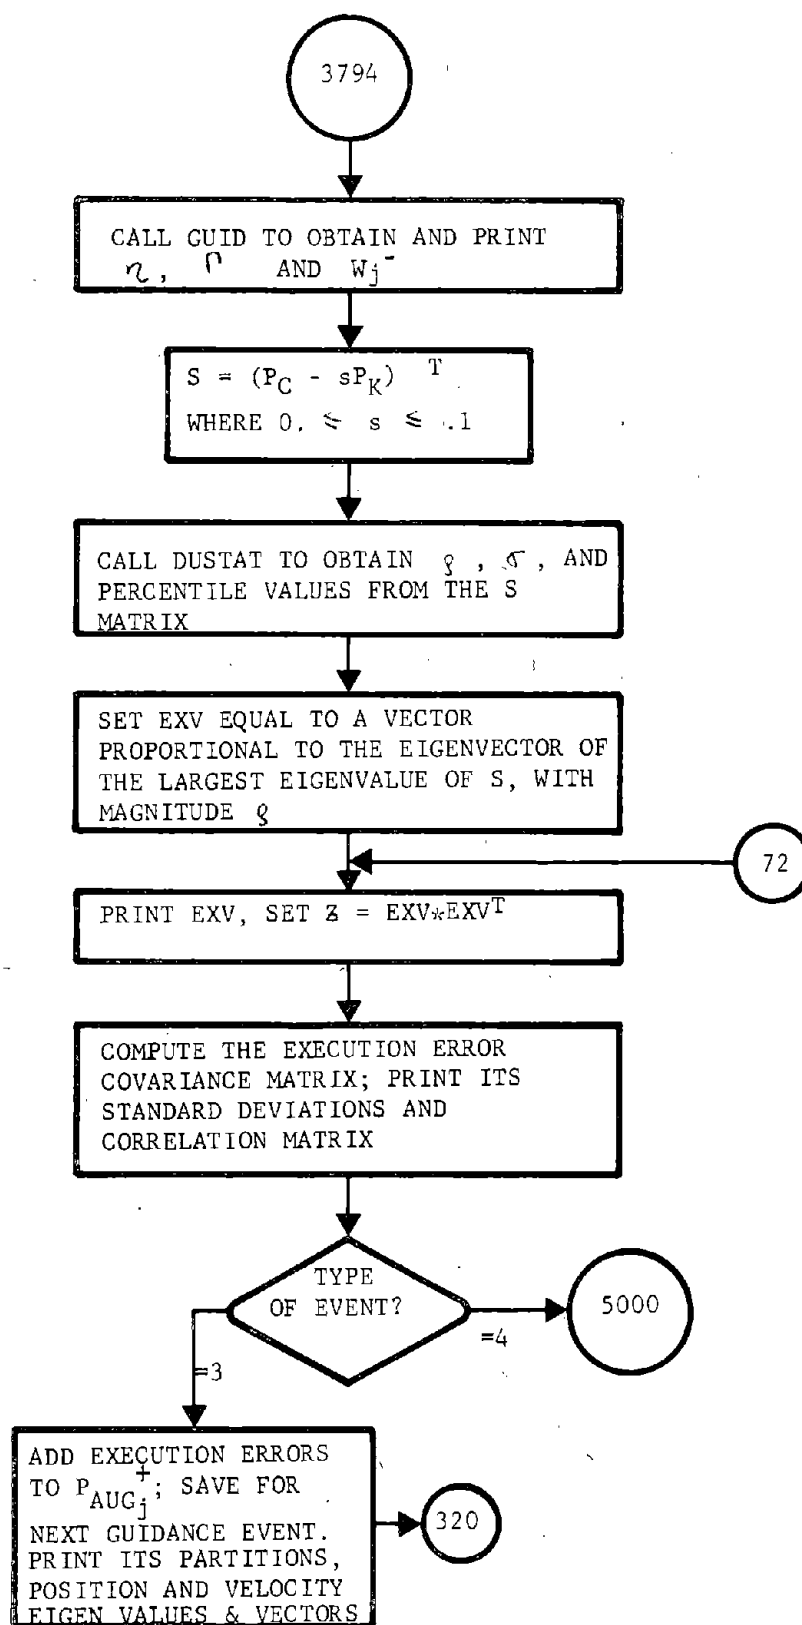 3794
CALL GUID TO OBTAIN AND PRINT
η, Γ AND Wj-
S = (PC - sPK) T
WHERE 0. ≤ s ≤ .1
CALL DUSTAT TO OBTAIN ρ, σ, AND
PERCENTILE VALUES FROM THE S
MATRIX
SET EXV EQUAL TO A VECTOR
PROPORTIONAL TO THE EIGENVECTOR OF
THE LARGEST EIGENVALUE OF S, WITH
MAGNITUDE ρ
72
PRINT EXV, SET Z = EXV*EXVT
COMPUTE THE EXECUTION ERROR
COVARIANCE MATRIX; PRINT ITS
STANDARD DEVIATIONS AND
CORRELATION MATRIX
TYPE
OF EVENT?
5000
=4
=3
ADD EXECUTION ERRORS
TO PAUGj+; SAVE FOR
NEXT GUIDANCE EVENT.
PRINT ITS PARTITIONS,
POSITION AND VELOCITY
EIGEN VALUES & VECTORS
320